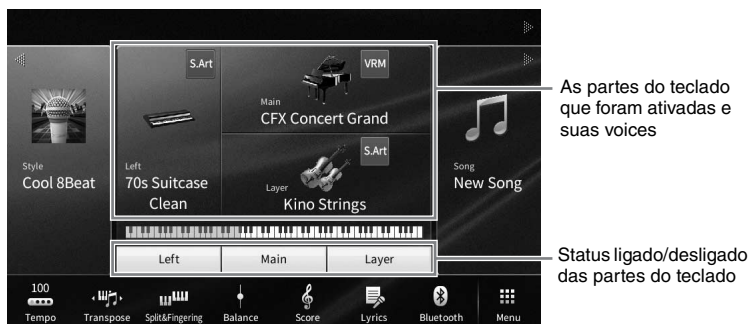 S.Art
VRM
Main
CFX Concert Grand
S.Art
Style
Cool 8Beat
Left
70s Suitcase
Clean
Layer
Kino Strings
Song
New Song
Left
Main
Layer
100
Tempo
Transpose
Split&Fingering
Balance
Score
Lyrics
Bluetooth
Menu
As partes do teclado
que foram ativadas e
suas voices
Status ligado/desligado
das partes do teclado